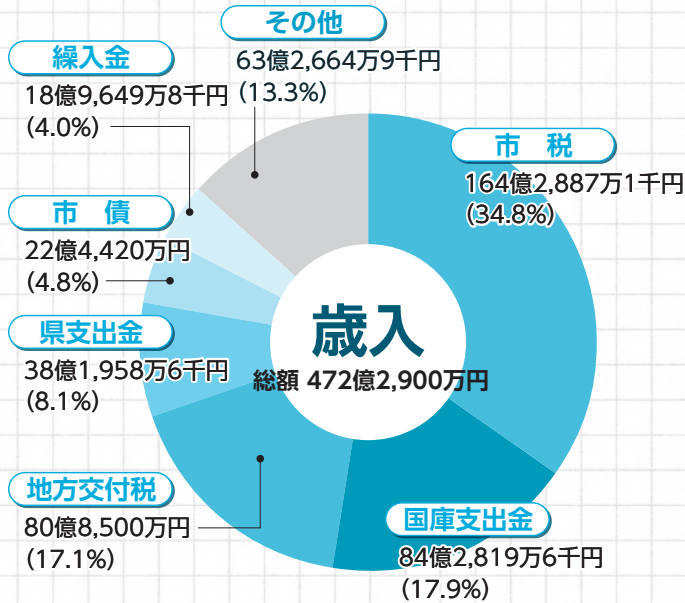 その他
63億2,664万9千円
(13.3%)
繰入金
18億9,649万8千円
(4.0%)
市　税
164億2,887万1千円
(34.8%)
市　債
22億4,420万円
(4.8%)
県支出金
38億1,958万6千円
(8.1%)
歳入
総額 472億2,900万円
地方交付税
80億8,500万円
(17.1%)
国庫支出金
84億2,819万6千円
(17.9%)